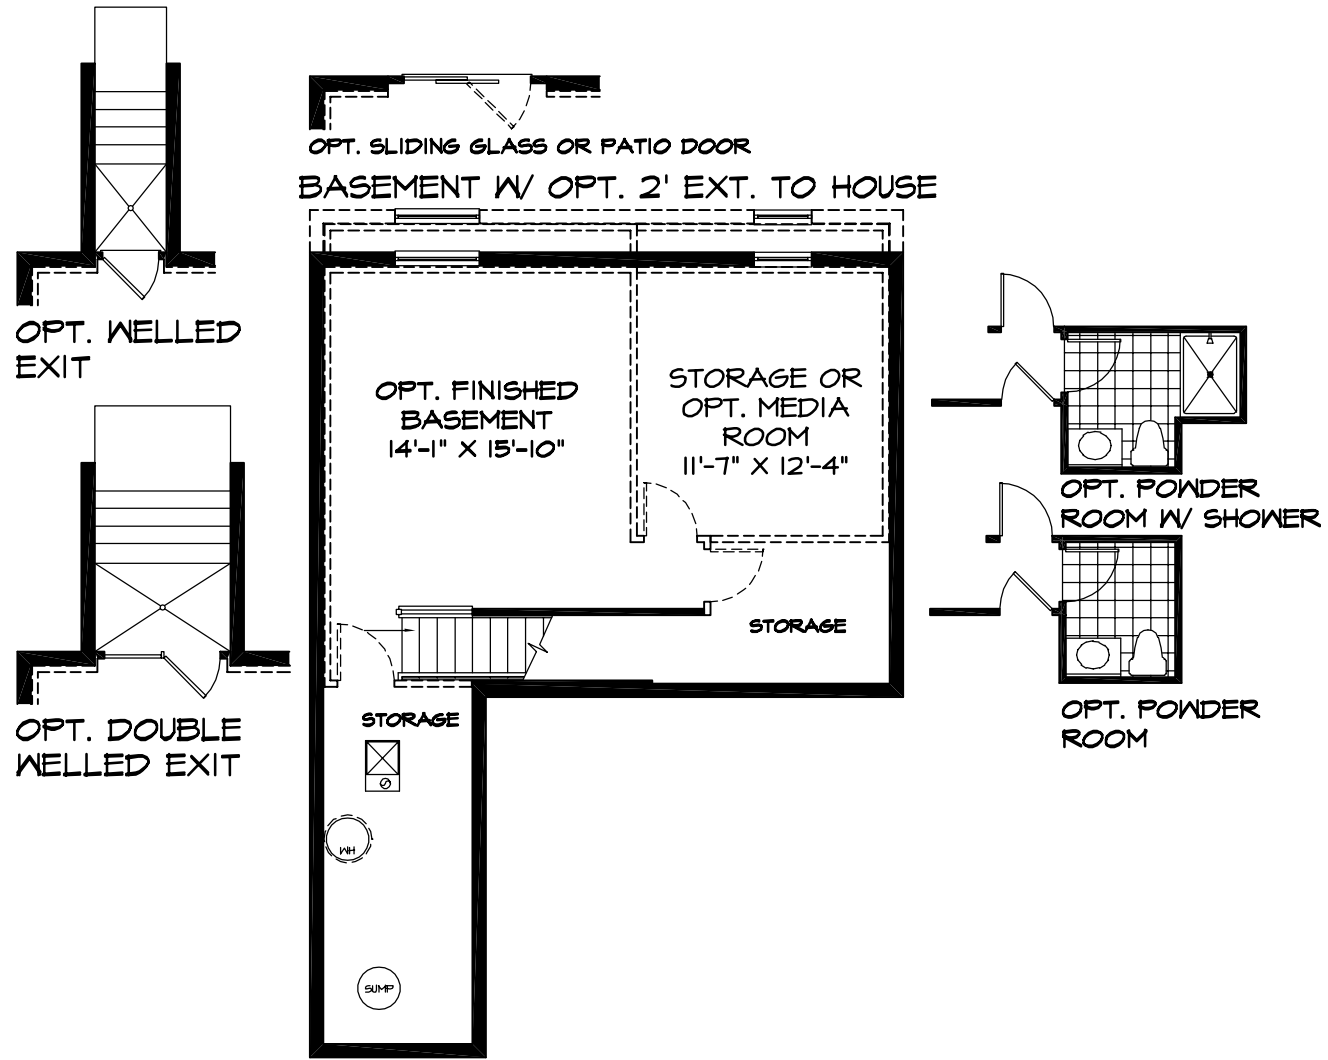 OPT. SLIDING GLASS OR PATIO DOOR
BASEMENT W/ OPT. 2' EXT. TO HOUSE
OPT. WELLED
EXIT
OPT. FINISHED
BASEMENT
14'-1" X 15'-10"
STORAGE OR
OPT. MEDIA
ROOM
11'-7" X 12'-4"
OPT. POWDER
ROOM W/ SHOWER
STORAGE
STORAGE
OPT. DOUBLE
WELLED EXIT
OPT. POWDER
ROOM
WH
SUMP